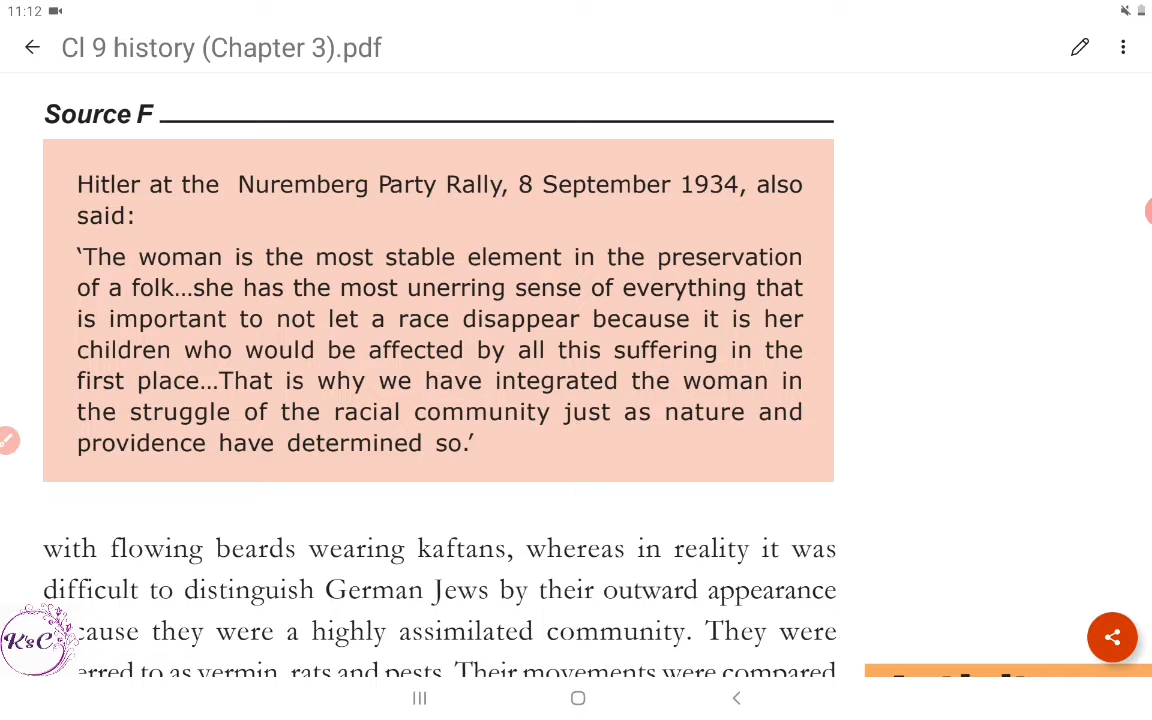 11:12
Cl 9 history (Chapter 3).pdf
Source F
Hitler at the Nuremberg Party Rally, 8 September 1934, also
said:
‘The woman is the most stable element in the preservation
of a folk...she has the most unerring sense of everything that
is important to not let a race disappear because it is her
children who would be affected by all this suffering in the
first place...That is why we have integrated the woman in
the struggle of the racial community just as nature and
providence have determined so.’
with flowing beards wearing kaftans, whereas in reality it was
difficult to distinguish German Jews by their outward appearance
cause they were a highly assimilated community. They were
erred to as vermin, rats and pests. Their movements were compared
K's C